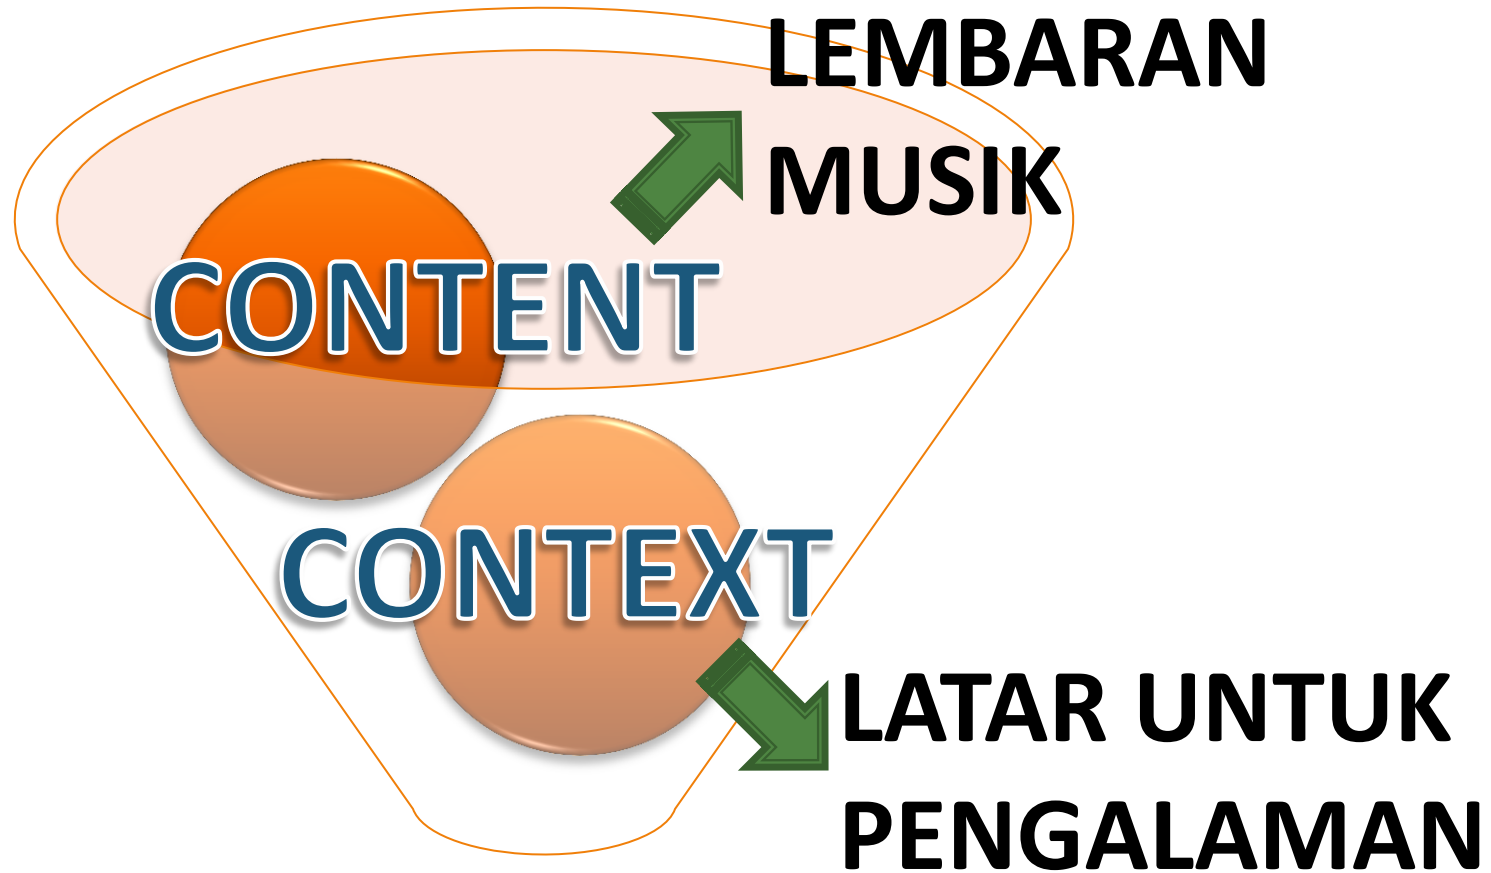 LEMBARAN
MUSIK
CONTENT
CONTEXT
LATAR UNTUK
PENGALAMAN